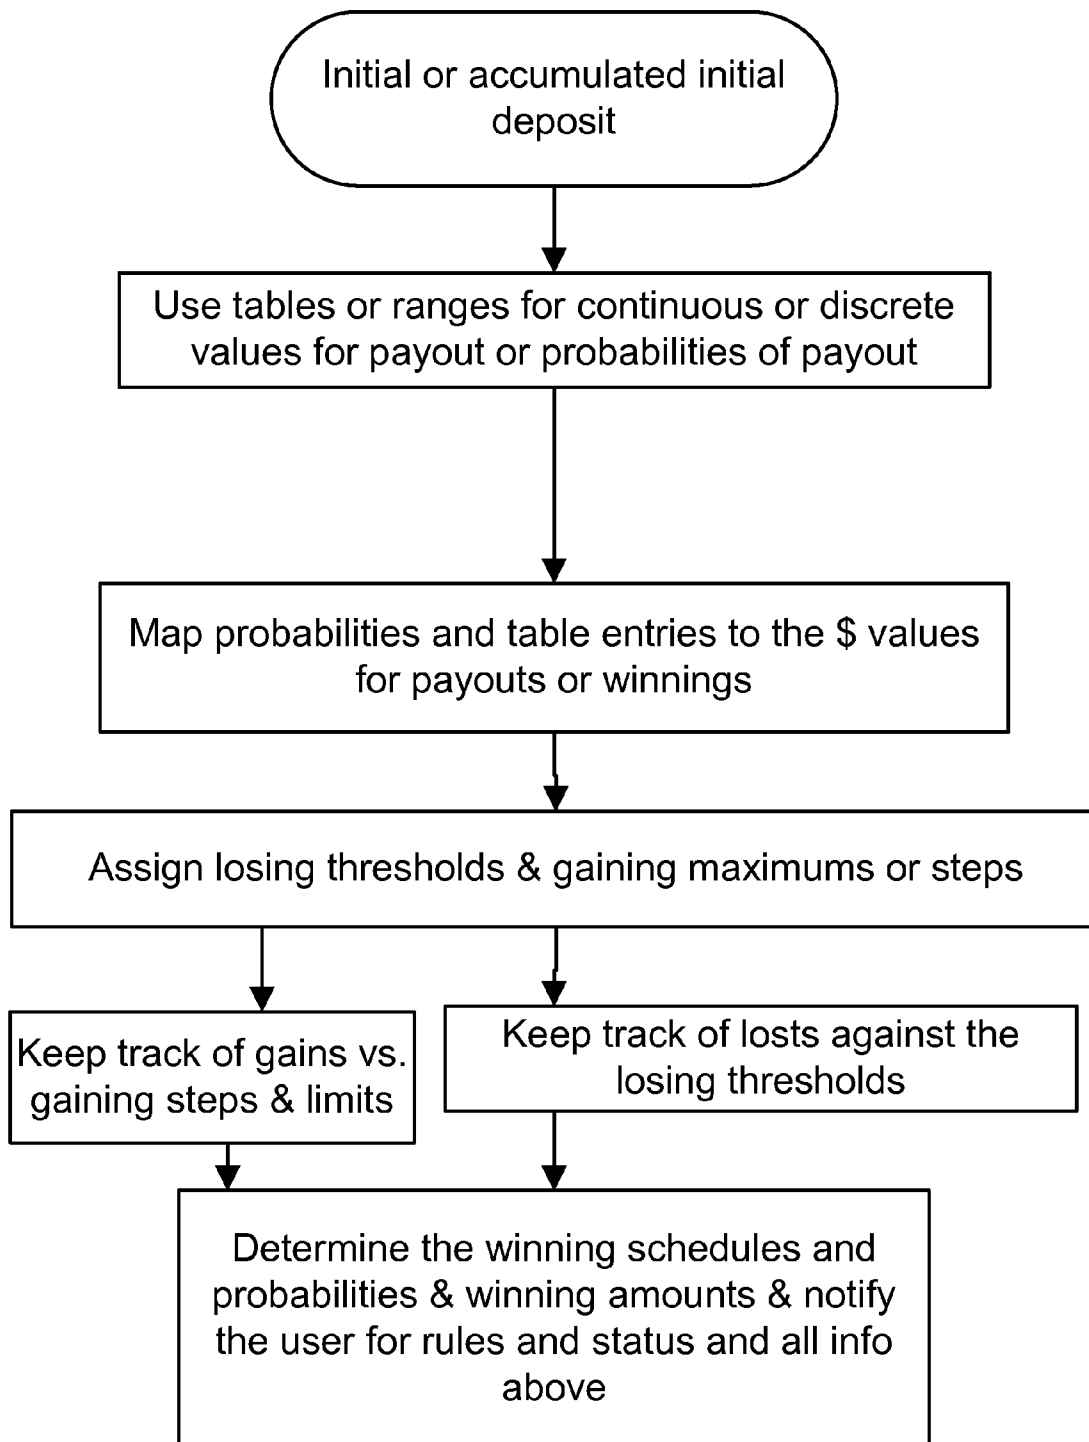 Initial or accumulated initial
deposit
Use tables or ranges for continuous or discrete
values for payout or probabilities of payout
Map probabilities and table entries to the $ values
for payouts or winnings
Assign losing thresholds & gaining maximums or steps
Keep track of gains vs.
gaining steps & limits
Keep track of losts against the
losing thresholds
Determine the winning schedules and
probabilities & winning amounts & notify
the user for rules and status and all info
above